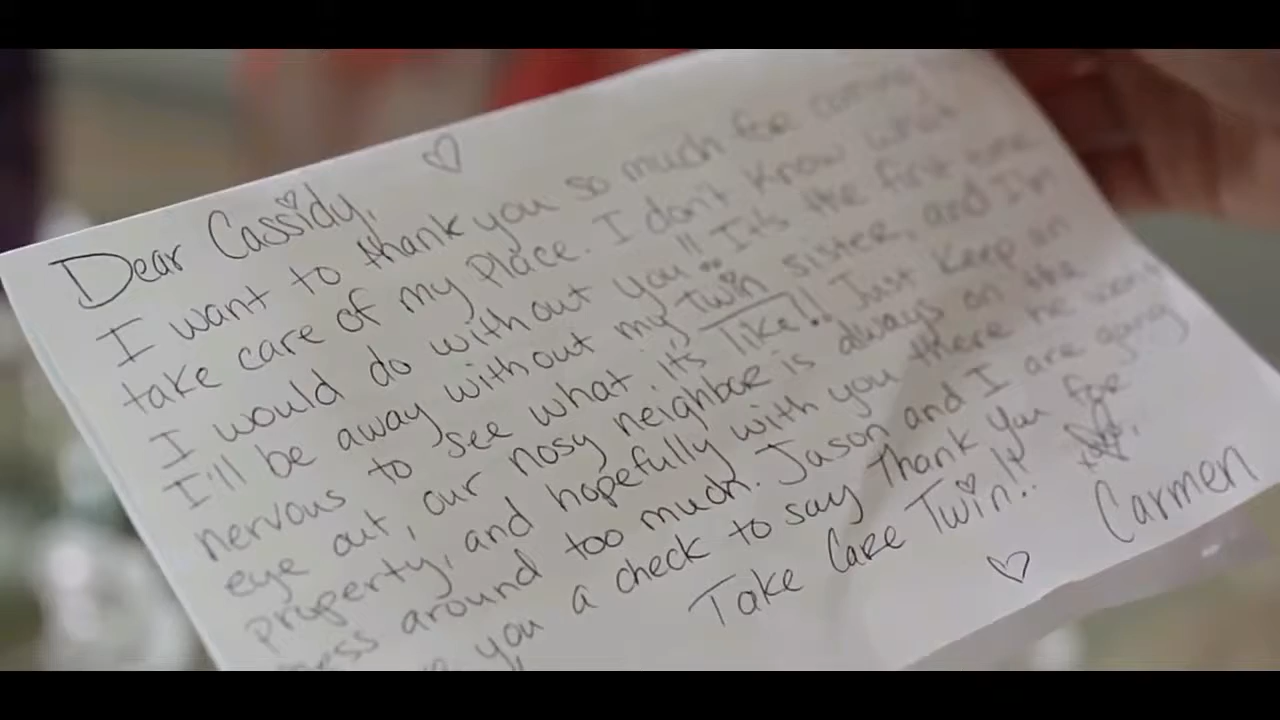 Dear Cassidy,
I want to thank you so much for coming to
take care of my place. I don't know what
I would do without you!! It's the first time
I'll be away without my twin sister, and I'm
nervous to see what it's like!! Just keep an
eye out, our nosy neighbor is always on the
property, and hopefully with you there he won't
mess around too much. Jason and I are going
you a check to say thank you for
Take Care Twin!!
Carmen